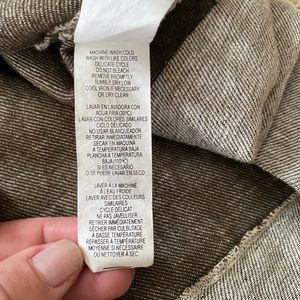 MACHINE WASH COLD
WASH WITH LIKE COLORS
DELICATE CYCLE
DO NOT BLEACH
REMOVE PROMPTLY
TUMBLE DRY LOW
COOL IRON IF NECESSARY
OR DRY CLEAN
LAVAR EN LAVADORA CON
AGUA FRIA (30ºC)
LAVAR CON COLORES SIMILARES
CICLO DELICADO
NO USAR BLANQUEADOR
RETIRAR IMMEDIATAMENTE
SECAR EN MAQUINA
A TEMPERATURA BAJA
PLANCHA A TEMPERATURA
BAJA(110ºC)
SI ES NECESARIO
O SE PUEDE LAVAR EN SECO
LAVER À LA MACHINE
À L'EAU FROIDE
LAVER AVEC DES COULEURS
SIMILAIRES
CYCLE DÉLICAT
NE PAS JAVELLISER
RETIRER IMMÉDIATEMENT
SÉCHER PAR CULBUTAGE
À BASSE TEMPÉRATURE
REPASSER À TEMPÉRATURE
MOYENNE SI NÉCESSAIRE
OU NETTOYER À SEC